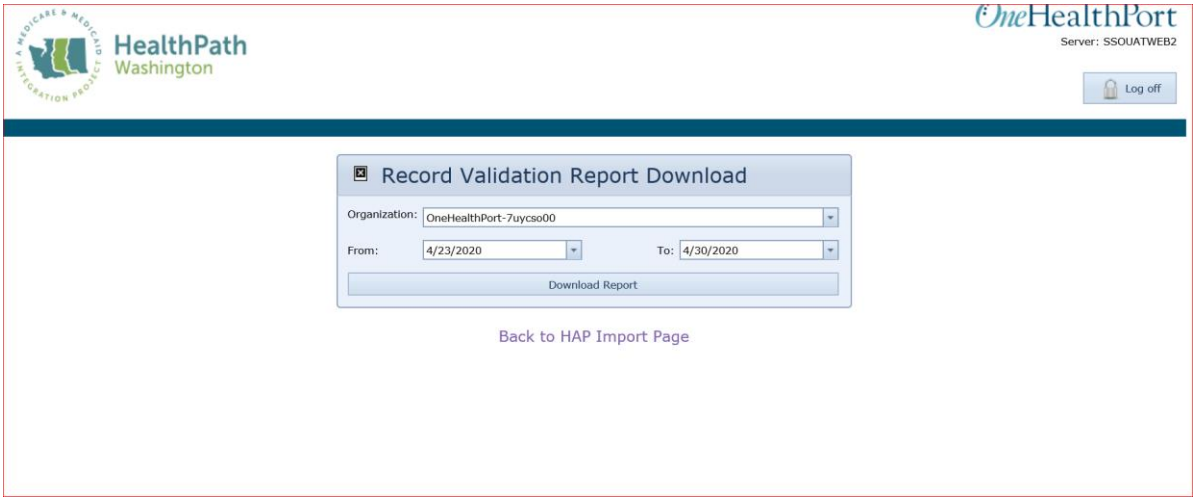 A MEDICARE & MEDICAID INTEGRATION PROJECT
HealthPath
Washington
OneHealthPort
Server: SSOUATWEB2
Log off
Record Validation Report Download
Organization: OneHealthPort-7uycso00
From: 4/23/2020 To: 4/30/2020
Download Report
Back to HAP Import Page